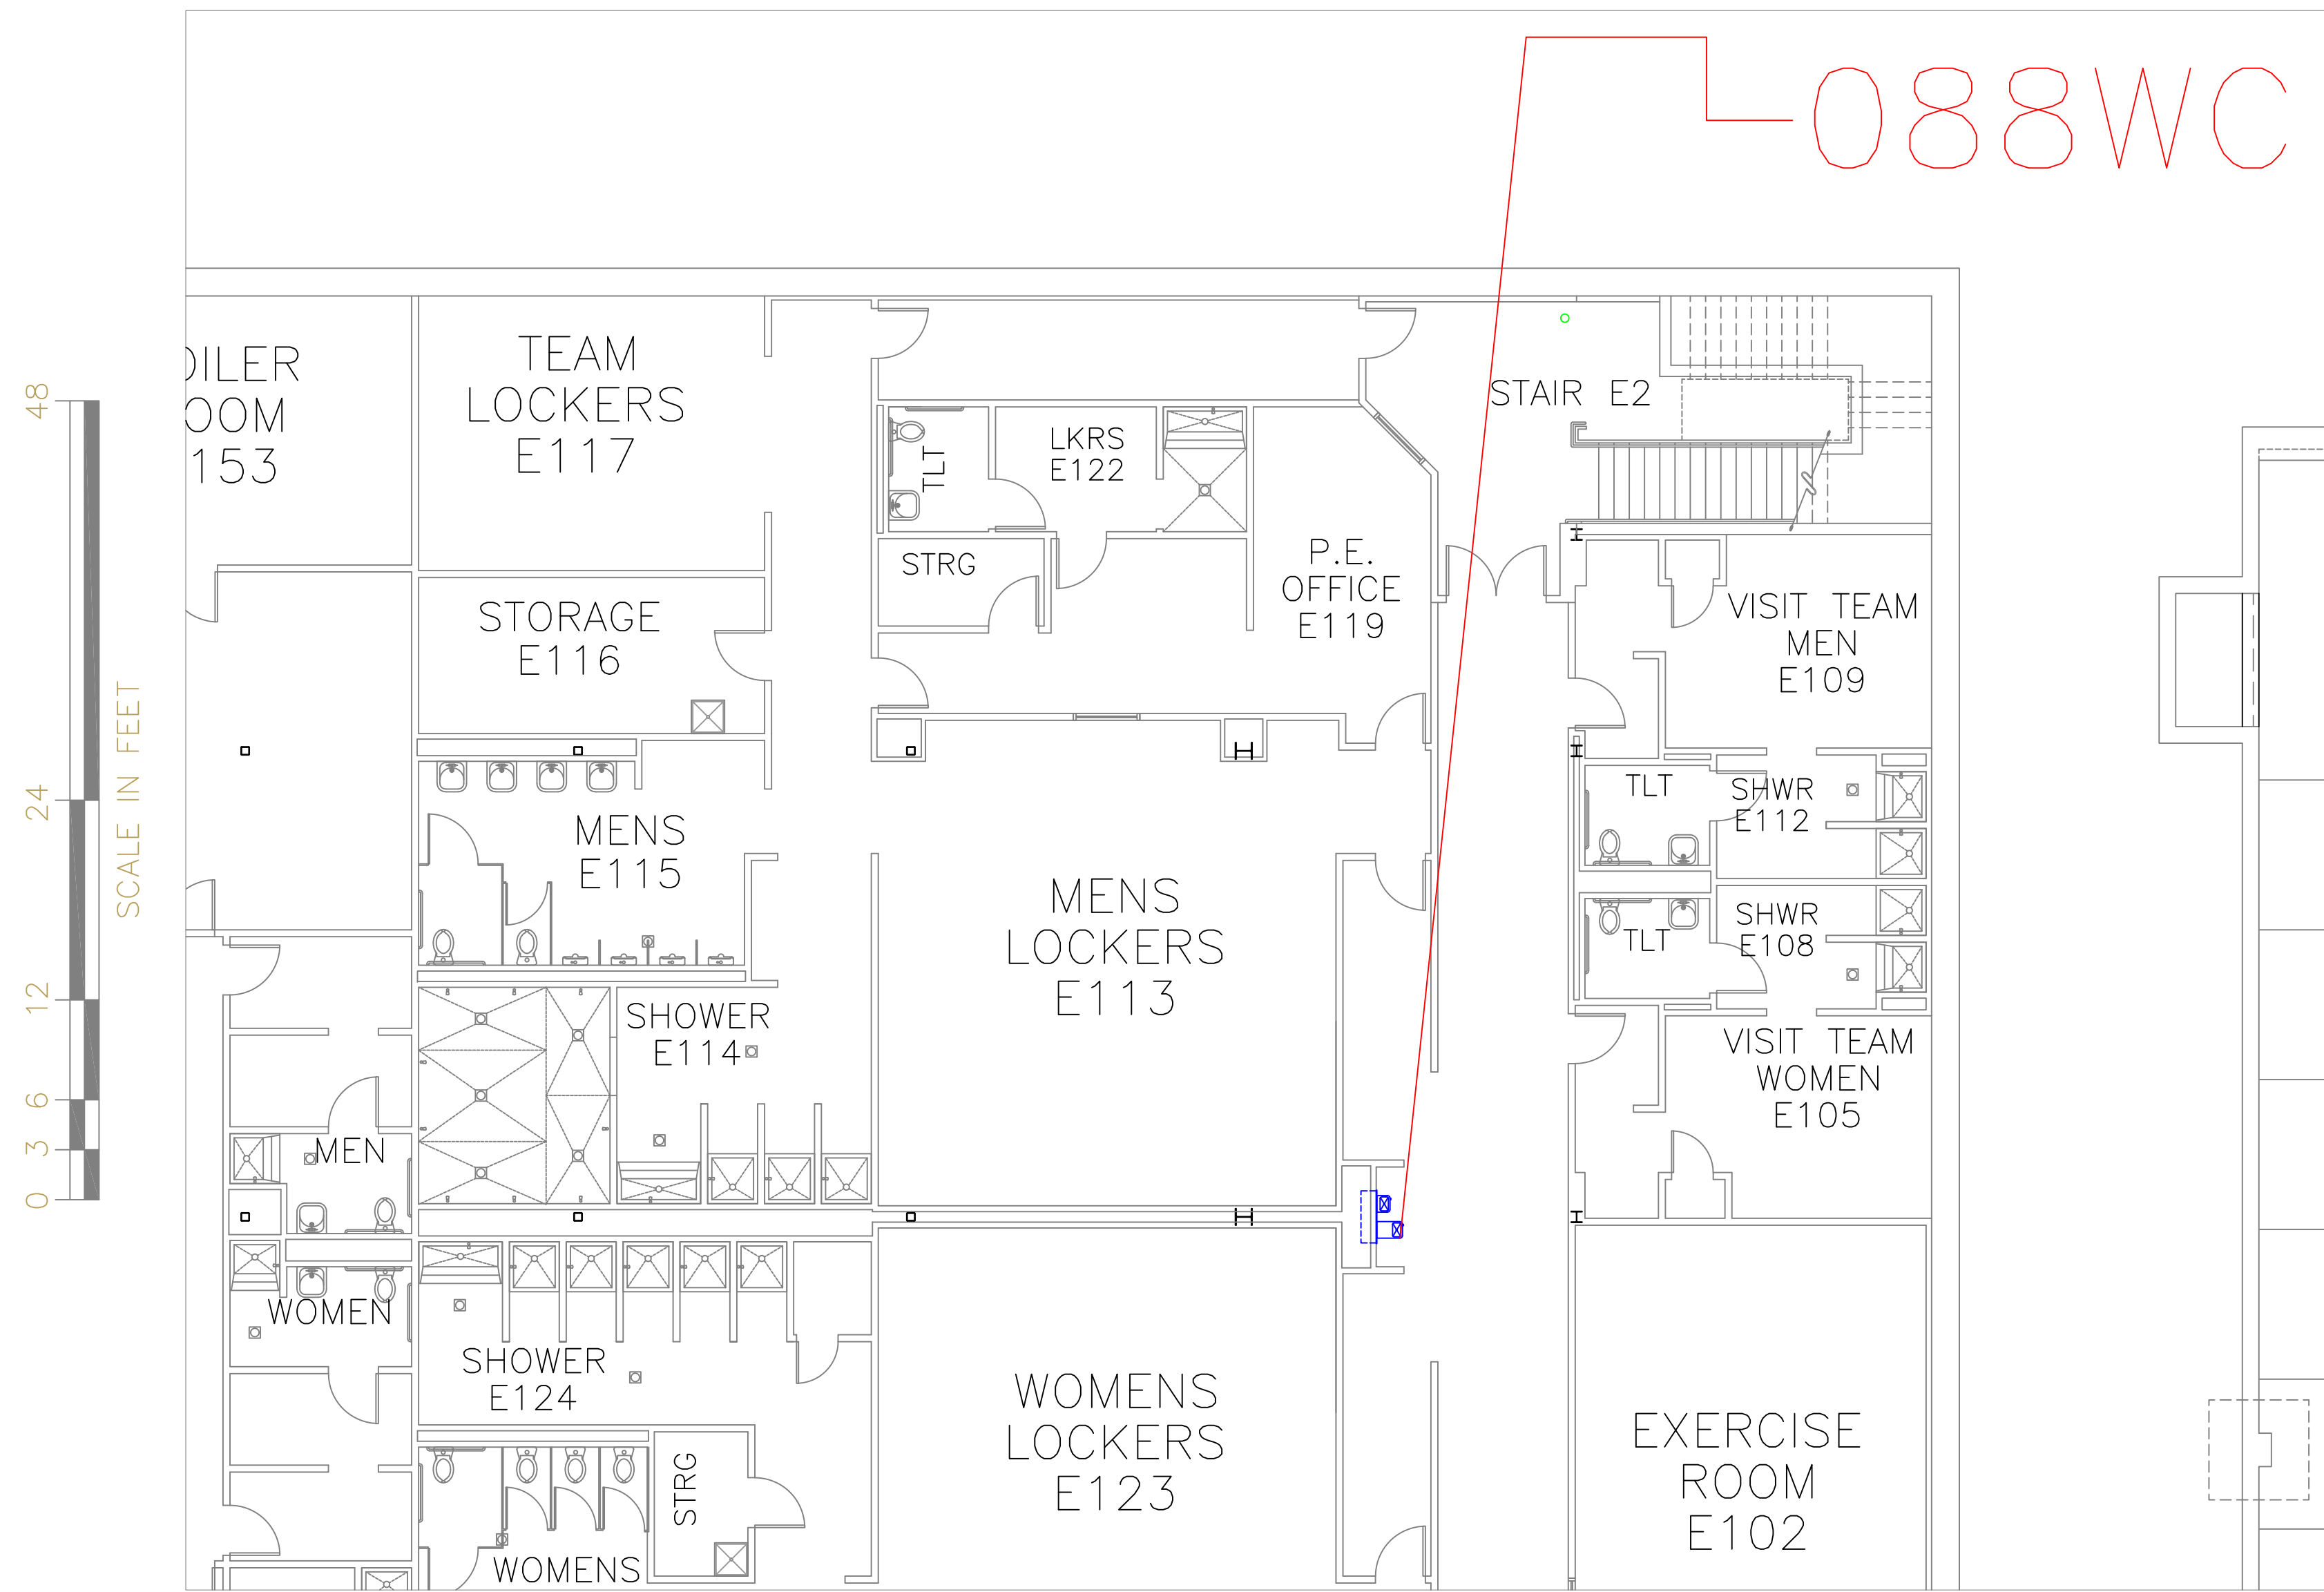 088WC
OILER
OOM
153
TEAM
LOCKERS
E117
STAIR E2
TLT
LKRS
E122
STRG
P.E.
OFFICE
E119
STORAGE
E116
VISIT TEAM
MEN
E109
MENS
E115
TLT
SHWR
E112
MENS
LOCKERS
E113
TLT
SHWR
E108
SHOWER
E114
VISIT TEAM
WOMEN
E105
MEN
WOMEN
SHOWER
E124
WOMENS
LOCKERS
E123
EXERCISE
ROOM
E102
STRG
WOMENS
48
24
12
6
3
0
SCALE IN FEET